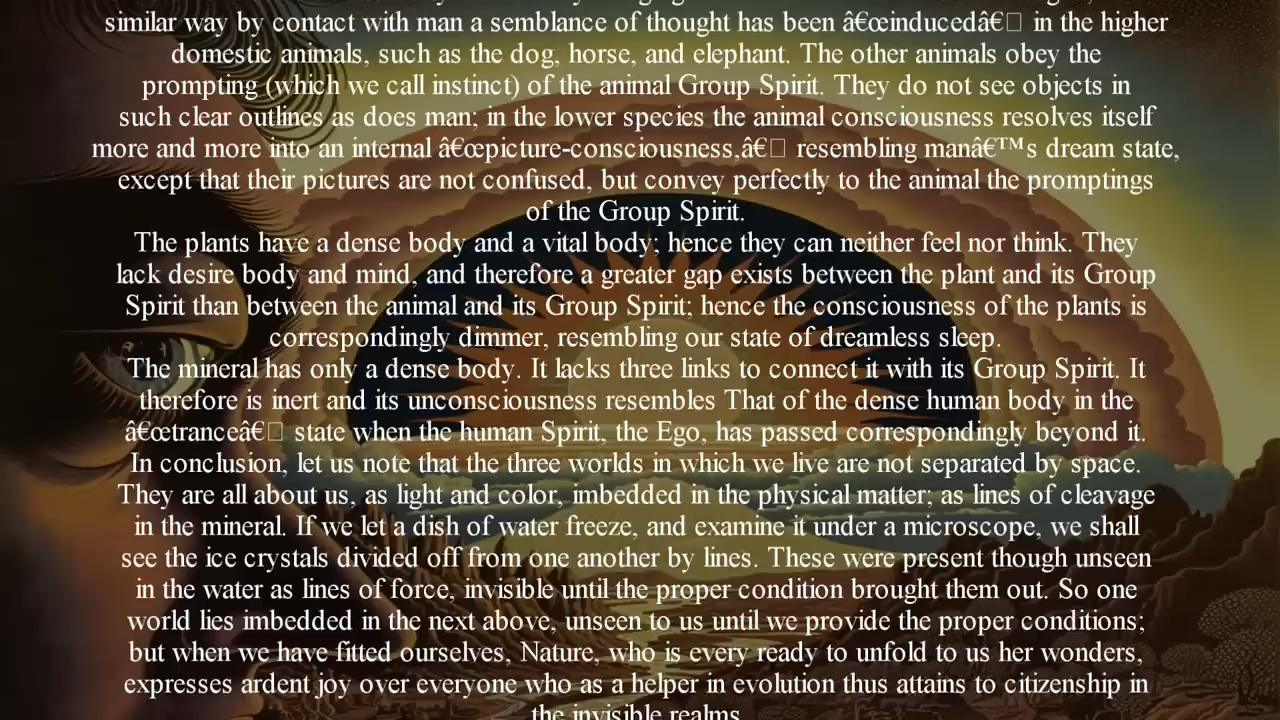 similar way by contact with man a semblance of thought has been â€œinducedâ€□ in the higher
domestic animals, such as the dog, horse, and elephant. The other animals obey the
prompting (which we call instinct) of the animal Group Spirit. They do not see objects in
such clear outlines as does man; in the lower species the animal consciousness resolves itself
more and more into an internal â€œpicture-consciousness,â€□ resembling manâ€™s dream state,
except that their pictures are not confused, but convey perfectly to the animal the promptings
of the Group Spirit.
The plants have a dense body and a vital body; hence they can neither feel nor think. They
lack desire body and mind, and therefore a greater gap exists between the plant and its Group
Spirit than between the animal and its Group Spirit; hence the consciousness of the plants is
correspondingly dimmer, resembling our state of dreamless sleep.
The mineral has only a dense body. It lacks three links to connect it with its Group Spirit. It
therefore is inert and its unconsciousness resembles That of the dense human body in the
â€œtranceâ€□ state when the human Spirit, the Ego, has passed correspondingly beyond it.
In conclusion, let us note that the three worlds in which we live are not separated by space.
They are all about us, as light and color, imbedded in the physical matter; as lines of cleavage
in the mineral. If we let a dish of water freeze, and examine it under a microscope, we shall
see the ice crystals divided off from one another by lines. These were present though unseen
in the water as lines of force, invisible until the proper condition brought them out. So one
world lies imbedded in the next above, unseen to us until we provide the proper conditions;
but when we have fitted ourselves, Nature, who is every ready to unfold to us her wonders,
expresses ardent joy over everyone who as a helper in evolution thus attains to citizenship in
the invisible realms.